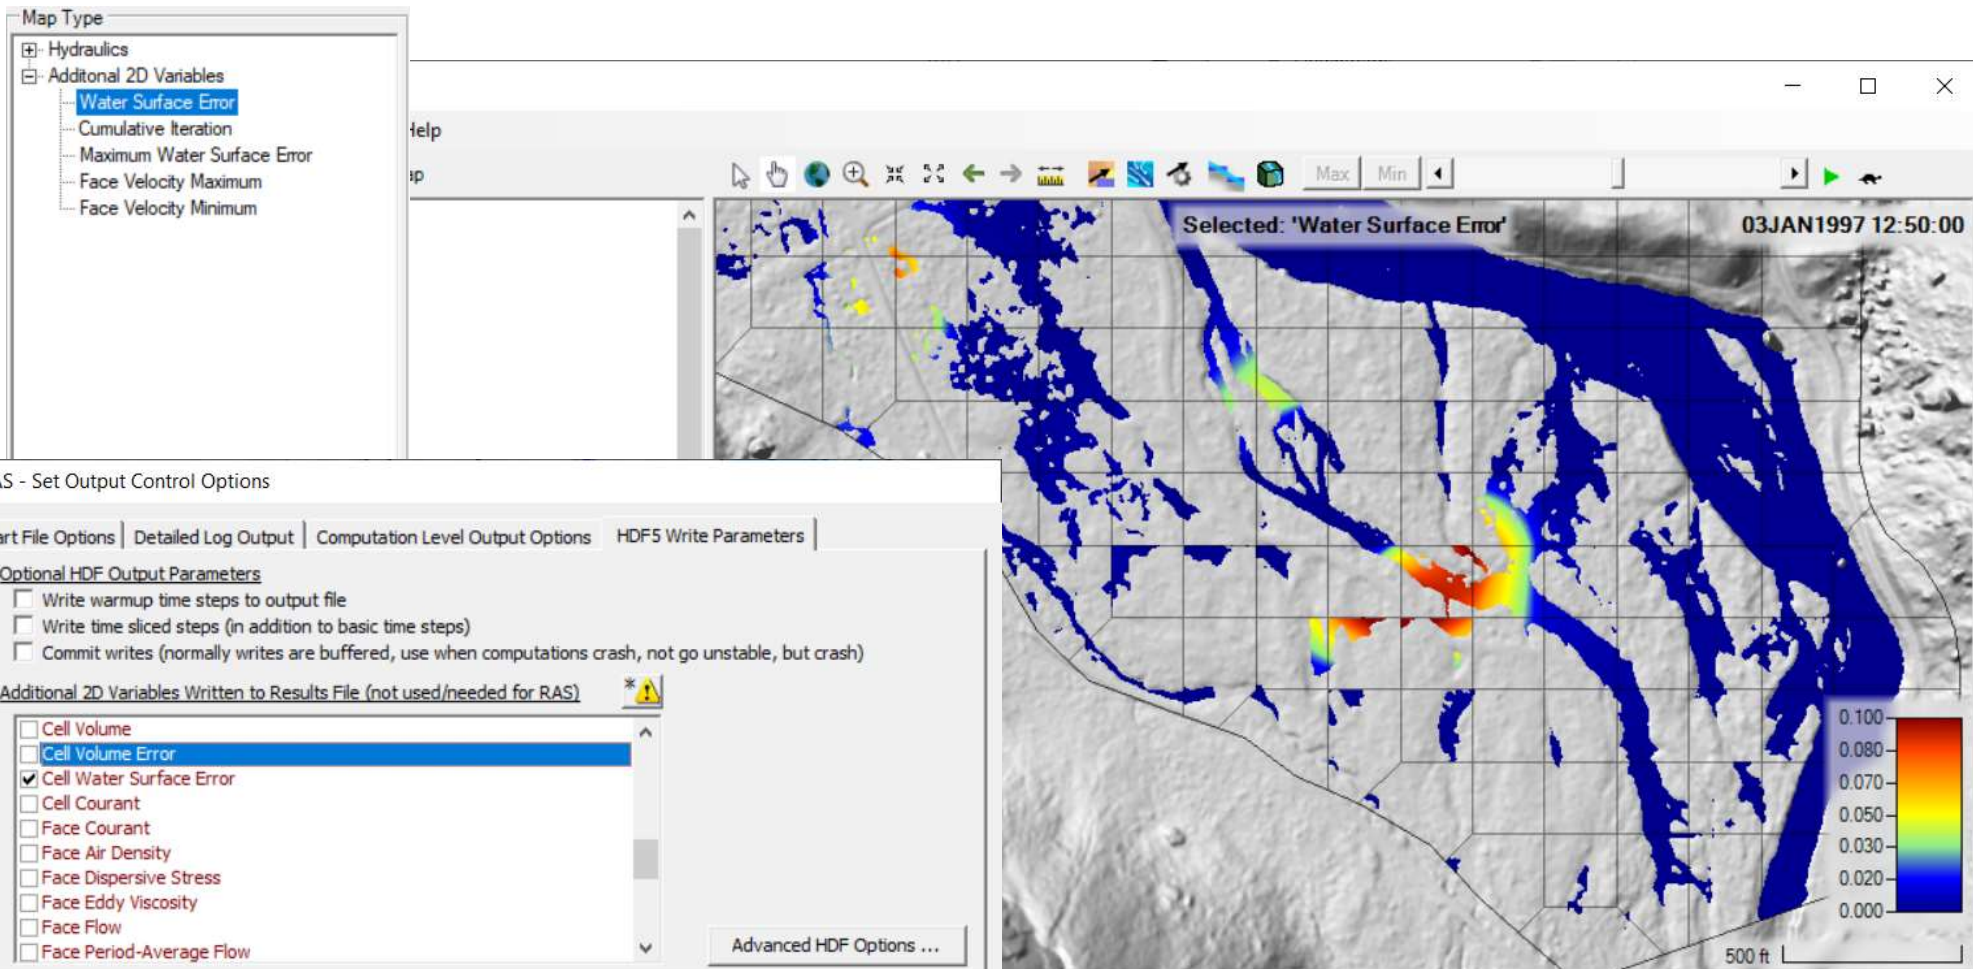 Map Type
Hydraulics
Additonal 2D Variables
Water Surface Error
Cumulative Iteration
Maximum Water Surface Error
Face Velocity Maximum
Face Velocity Minimum
Help
Max
Min
Selected: 'Water Surface Error'
03JAN1997 12:50:00
AS - Set Output Control Options
art File Options
Detailed Log Output
Computation Level Output Options
HDF5 Write Parameters
Optional HDF Output Parameters
Write warmup time steps to output file
Write time sliced steps (in addition to basic time steps)
Commit writes (normally writes are buffered, use when computations crash, not go unstable, but crash)
Additional 2D Variables Written to Results File (not used/needed for RAS)
Cell Volume
Cell Volume Error
Cell Water Surface Error
Cell Courant
Face Courant
Face Air Density
Face Dispersive Stress
Face Eddy Viscosity
Face Flow
Face Period-Average Flow
Advanced HDF Options ...
0.100
0.080
0.070
0.050
0.030
0.020
0.000
500 ft